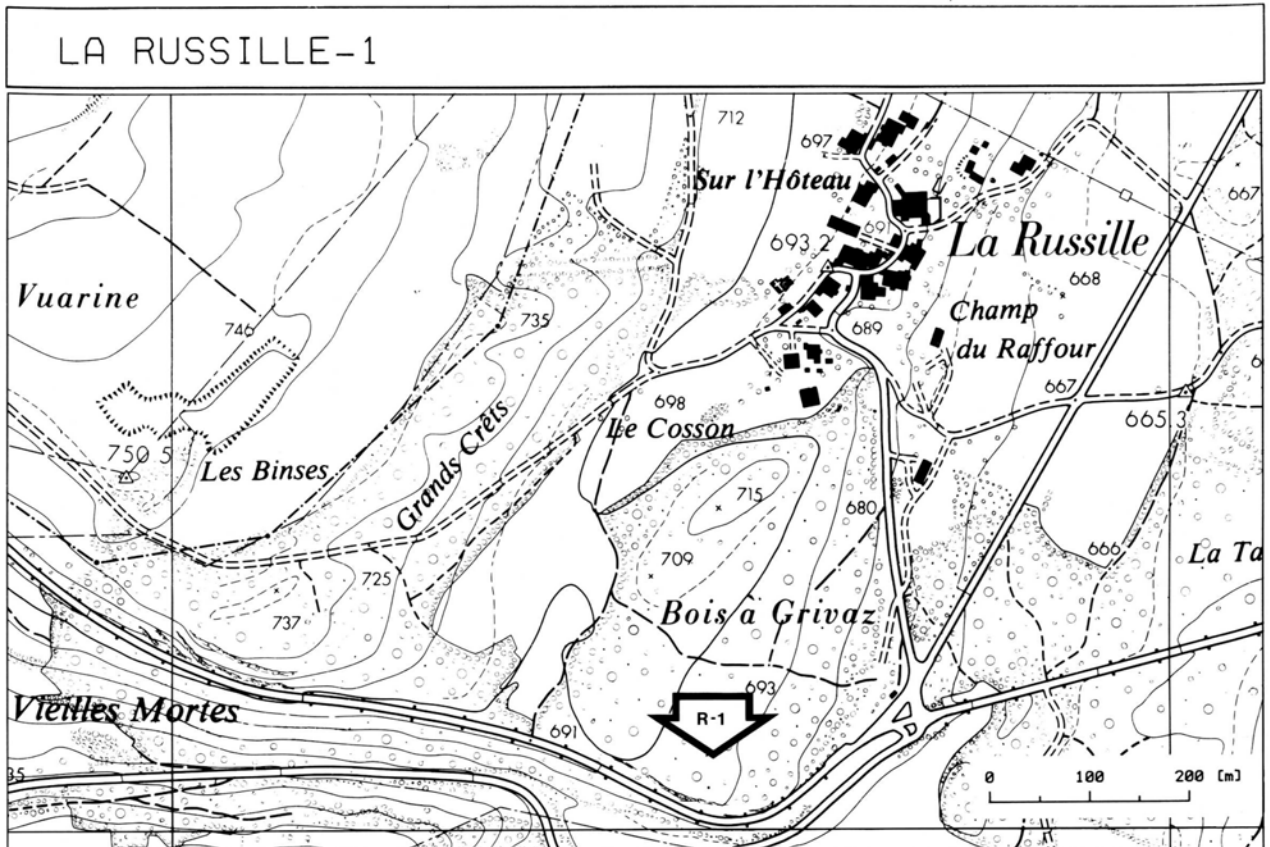 LA RUSSILLE-1
712
697
Sur l'Hôteau
667
691
693.2
La Russille
668
Vuarine
746
735
689
Champ
du Raffour
667
698
Le Cosson
665.3
750.5
Les Binses
Grands Crêts
715
680
666
La Ta
709
725
737
Bois à Grivaz
693
Vieilles Mortes
691
R-1
35
0 100 200 [m]